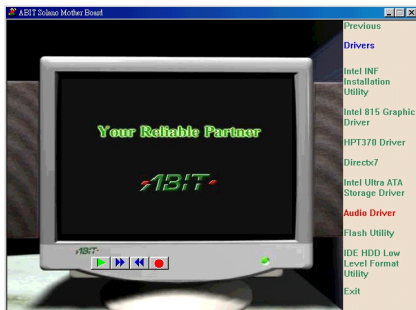 ABIT Solano Mother Board
Your Reliable Partner
ABIT
ABIT
Previous
Drivers
Intel INF
Installation
Utility
Intel 815 Graphic
Driver
HPT370 Driver
Directx7
Intel Ultra ATA
Storage Driver
Audio Driver
Flash Utility
IDE HDD Low
Level Format
Utility
Exit